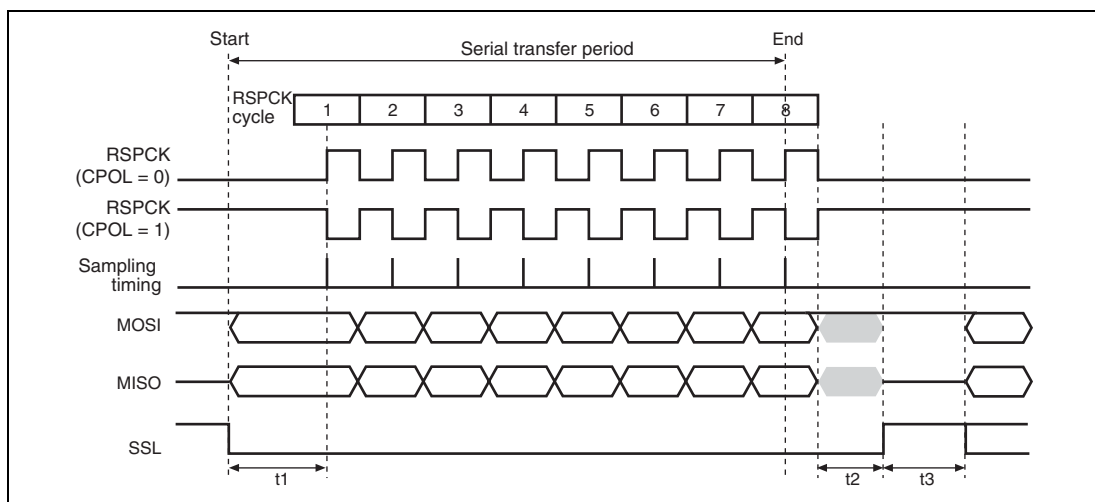 Start
End
Serial transfer period
RSPCK
cycle
1 2 3 4 5 6 7 8
RSPCK
(CPOL = 0)
RSPCK
(CPOL = 1)
Sampling
timing
MOSI
MISO
SSL
t1
t2
t3